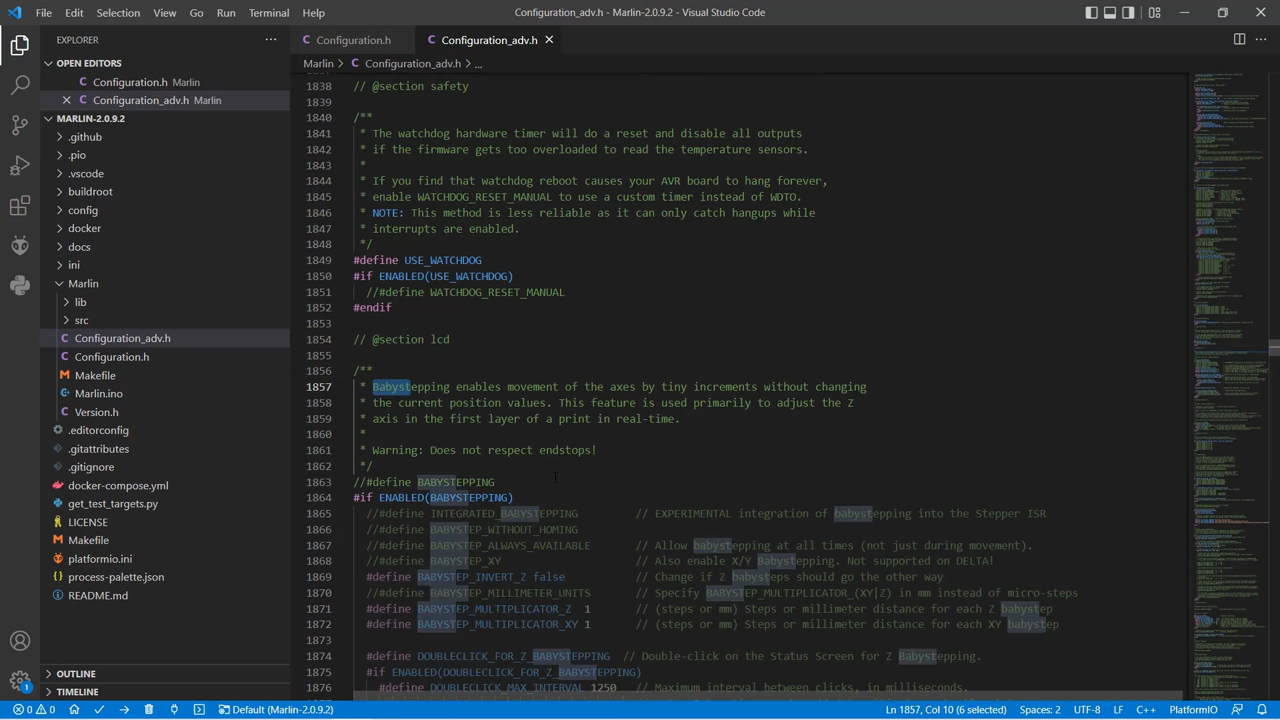 File Edit Selection View Go Run Terminal Help
Configuration_adv.h - Marlin-2.0.9.2 - Visual Studio Code
EXPLORER
OPEN EDITORS
Configuration.h Marlin
Configuration_adv.h Marlin
MARLIN-2.0.9.2
.github
.pio
.vscode
buildroot
config
docker
docs
ini
Marlin
lib
src
Configuration_adv.h
Configuration.h
Makefile
Marlin.ino
Version.h
.editorconfig
.gitattributes
.gitignore
docker-compose.yml
get_test_targets.py
LICENSE
Makefile
platformio.ini
process-palette.json
README.md
OUTLINE
TIMELINE
Configuration.h
Configuration_adv.h
Marlin > Configuration_adv.h > ...
1838 // @section safety
1839
1840 /**
1841 * The watchdog hardware timer will do a reset and disable all outputs
1842 * if the firmware gets too overloaded to read the temperature sensors.
1843 *
1844 * If you find that watchdog reboot causes your AVR board to hang forever,
1845 * enable WATCHDOG_RESET_MANUAL to use a custom timer instead of WDTO.
1846 * NOTE: This method is less reliable as it can only catch hangups while
1847 * interrupts are enabled.
1848 */
1849 #define USE_WATCHDOG
1850 #if ENABLED(USE_WATCHDOG)
1851 //#define WATCHDOG_RESET_MANUAL
1852 #endif
1853
1854 // @section lcd
1855
1856 /**
1857 * Babystepping enables movement of the axes by tiny increments without changing
1858 * the current position values. This feature is used primarily to adjust the Z
1859 * axis in the first layer of a print in real-time.
1860 *
1861 * Warning: Does not respect endstops!
1862 */
1863 //#define BABYSTEPPING
1864 #if ENABLED(BABYSTEPPING)
1865 //#define INTEGRATED_BABYSTEPPING // EXPERIMENTAL integration of babystepping into the Stepper ISR
1866 //#define BABYSTEP_WITHOUT_HOMING
1867 //#define BABYSTEP_ALWAYS_AVAILABLE // Allow babystepping at all times (not just during movement).
1868 //#define BABYSTEP_XY // Also enable X/Y Babystepping. Not supported on DELTA!
1869 #define BABYSTEP_INVERT_Z false // Change if Z babysteps should go the other way
1870 //#define BABYSTEP_MILLIMETER_UNITS // Specify BABYSTEP_MULTIPLICATOR_(XY|Z) in mm instead of micro-steps
1871 #define BABYSTEP_MULTIPLICATOR_Z 1 // (steps or mm) Steps or millimeter distance for each Z babystep
1872 #define BABYSTEP_MULTIPLICATOR_XY 1 // (steps or mm) Steps or millimeter distance for each XY babystep
1873
1874 #define DOUBLECLICK_FOR_Z_BABYSTEPPING // Double-click on the Status Screen for Z Babystepping.
1875 #if ENABLED(DOUBLECLICK_FOR_Z_BABYSTEPPING)
1876 #define DOUBLECLICK_MAX_INTERVAL 1250 // Maximum interval between clicks, in milliseconds.
1
0 0 Default (Marlin-2.0.9.2) Ln 1857, Col 10 (6 selected) Spaces: 2 UTF-8 LF C++ PlatformIO